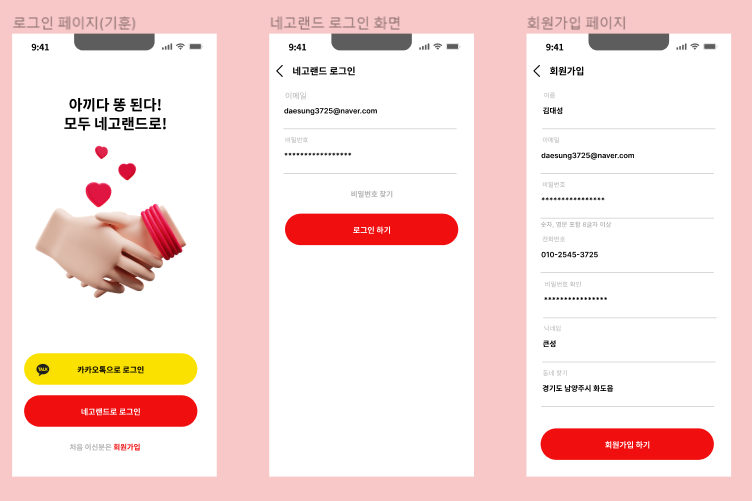 로그인 페이지(기훈)
9:41
아끼다 똥 된다!
모두 네고랜드로!
TALK
카카오톡으로 로그인
네고랜드로 로그인
처음 이신분은 회원가입
네고랜드 로그인 화면
9:41
네고랜드 로그인
이메일
daesung3725@naver.com
비밀번호
*****************
비밀번호 찾기
로그인 하기
회원가입 페이지
9:41
회원가입
이름
김대성
이메일
daesung3725@naver.com
비밀번호
****************
숫자, 영문 포함 6글자 이상
전화번호
010-2545-3725
비밀번호 확인
****************
닉네임
큰성
동네 찾기
경기도 남양주시 화도읍
회원가입 하기